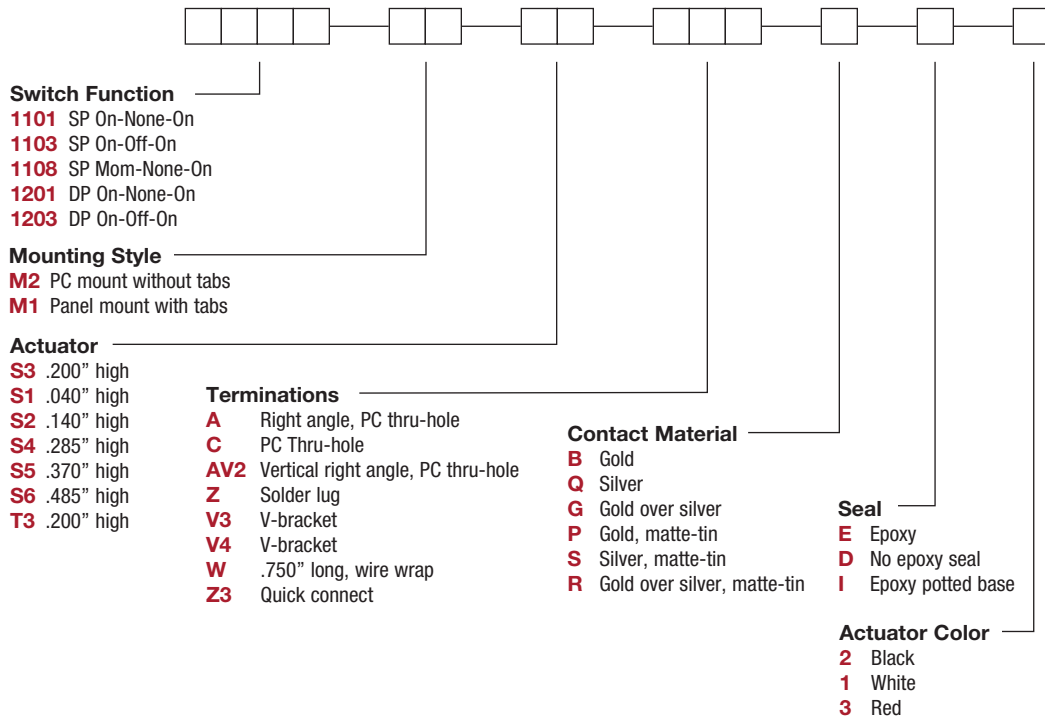 Switch Function
1101 SP On-None-On
1103 SP On-Off-On
1108 SP Mom-None-On
1201 DP On-None-On
1203 DP On-Off-On
Mounting Style
M2 PC mount without tabs
M1 Panel mount with tabs
Actuator
S3 .200” high
S1 .040” high
S2 .140” high
S4 .285” high
S5 .370” high
S6 .485” high
T3 .200” high
Terminations
A Right angle, PC thru-hole
C PC Thru-hole
AV2 Vertical right angle, PC thru-hole
Z Solder lug
V3 V-bracket
V4 V-bracket
W .750” long, wire wrap
Z3 Quick connect
Contact Material
B Gold
Q Silver
G Gold over silver
P Gold, matte-tin
S Silver, matte-tin
R Gold over silver, matte-tin
Seal
E Epoxy
D No epoxy seal
I Epoxy potted base
Actuator Color
2 Black
1 White
3 Red